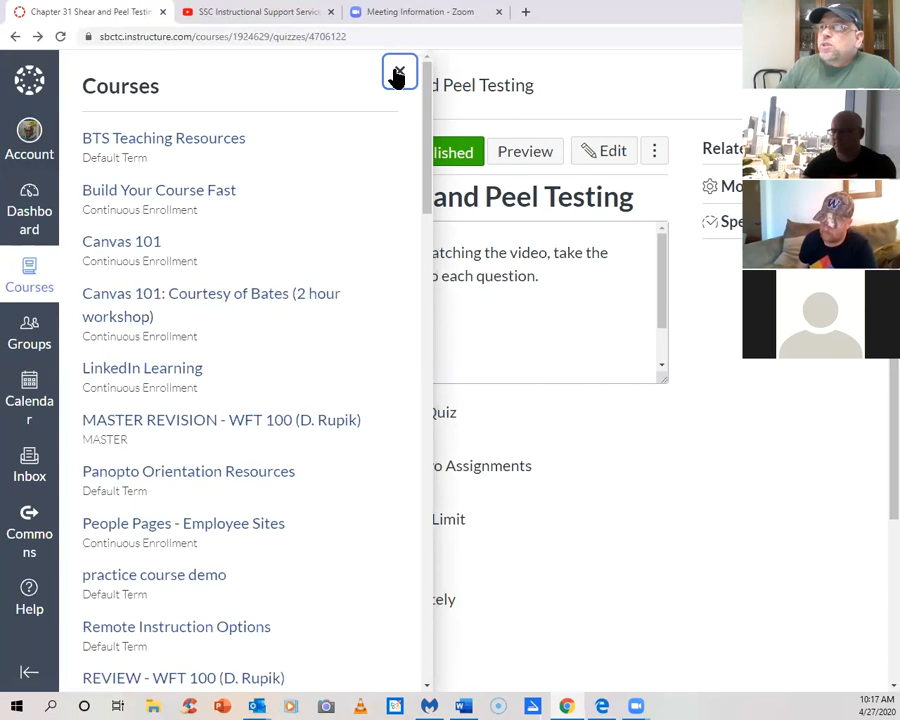 Chapter 31 Shear and Peel Testin
SSC Instructional Support Servic
Meeting Information - Zoom
sbctc.instructure.com/courses/1924629/quizzes/4706122
Account
Dashboard
Courses
Groups
Calendar
Inbox
Commons
Help
Courses
BTS Teaching Resources
Default Term
Build Your Course Fast
Continuous Enrollment
Canvas 101
Continuous Enrollment
Canvas 101: Courtesy of Bates (2 hour
workshop)
Continuous Enrollment
LinkedIn Learning
Continuous Enrollment
MASTER REVISION - WFT 100 (D. Rupik)
MASTER
Panopto Orientation Resources
Default Term
People Pages - Employee Sites
Continuous Enrollment
practice course demo
Default Term
Remote Instruction Options
Default Term
REVIEW - WFT 100 (D. Rupik)
d Peel Testing
lished
Preview
Edit
and Peel Testing
atching the video, take the
o each question.
Quiz
o Assignments
Limit
tely
Relate
Mo
Spe
10:17 AM
4/27/2020